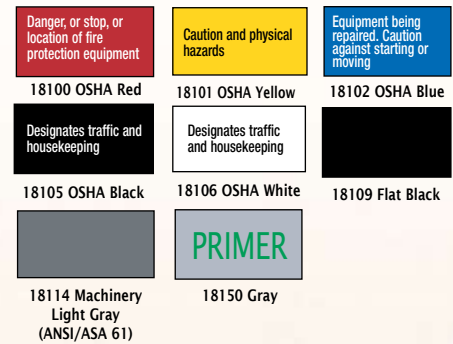 Danger, or stop, or
location of fire
protection equipment
18100 OSHA Red
Caution and physical
hazards
18101 OSHA Yellow
Equipment being
repaired. Caution
against starting or
moving
18102 OSHA Blue
Designates traffic and
housekeeping
18105 OSHA Black
Designates traffic
and housekeeping
18106 OSHA White
18109 Flat Black
18114 Machinery
Light Gray
(ANSI/ASA 61)
PRIMER
18150 Gray